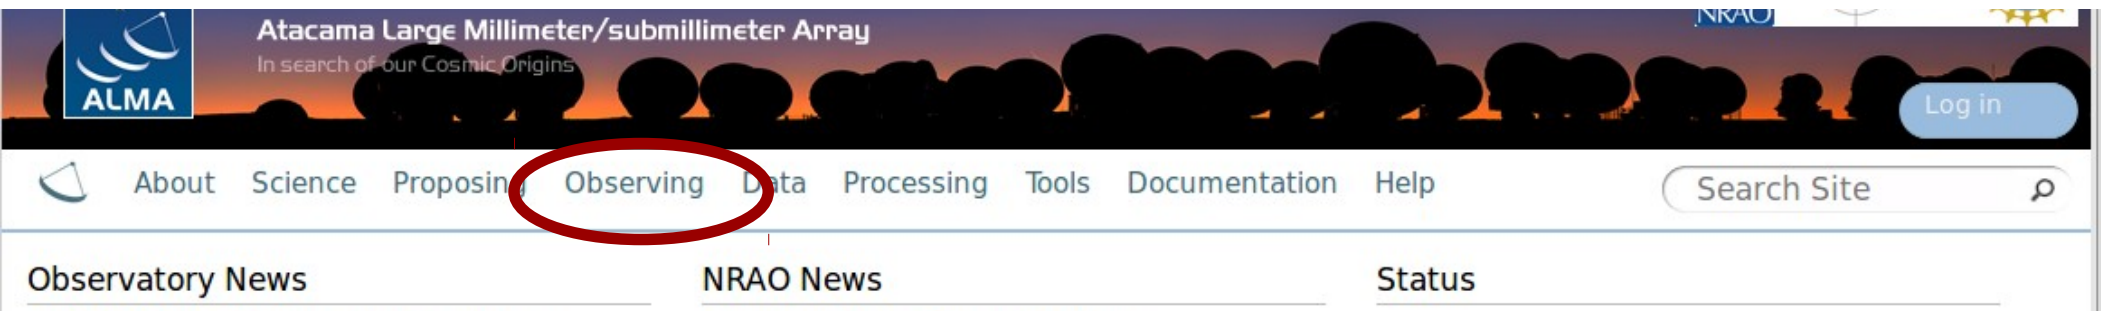 NRAO
Atacama Large Millimeter/submillimeter Array
In search of our Cosmic Origins
ALMA
Log in
About Science Proposing Observing Data Processing Tools Documentation Help Search Site
Observatory News NRAO News Status